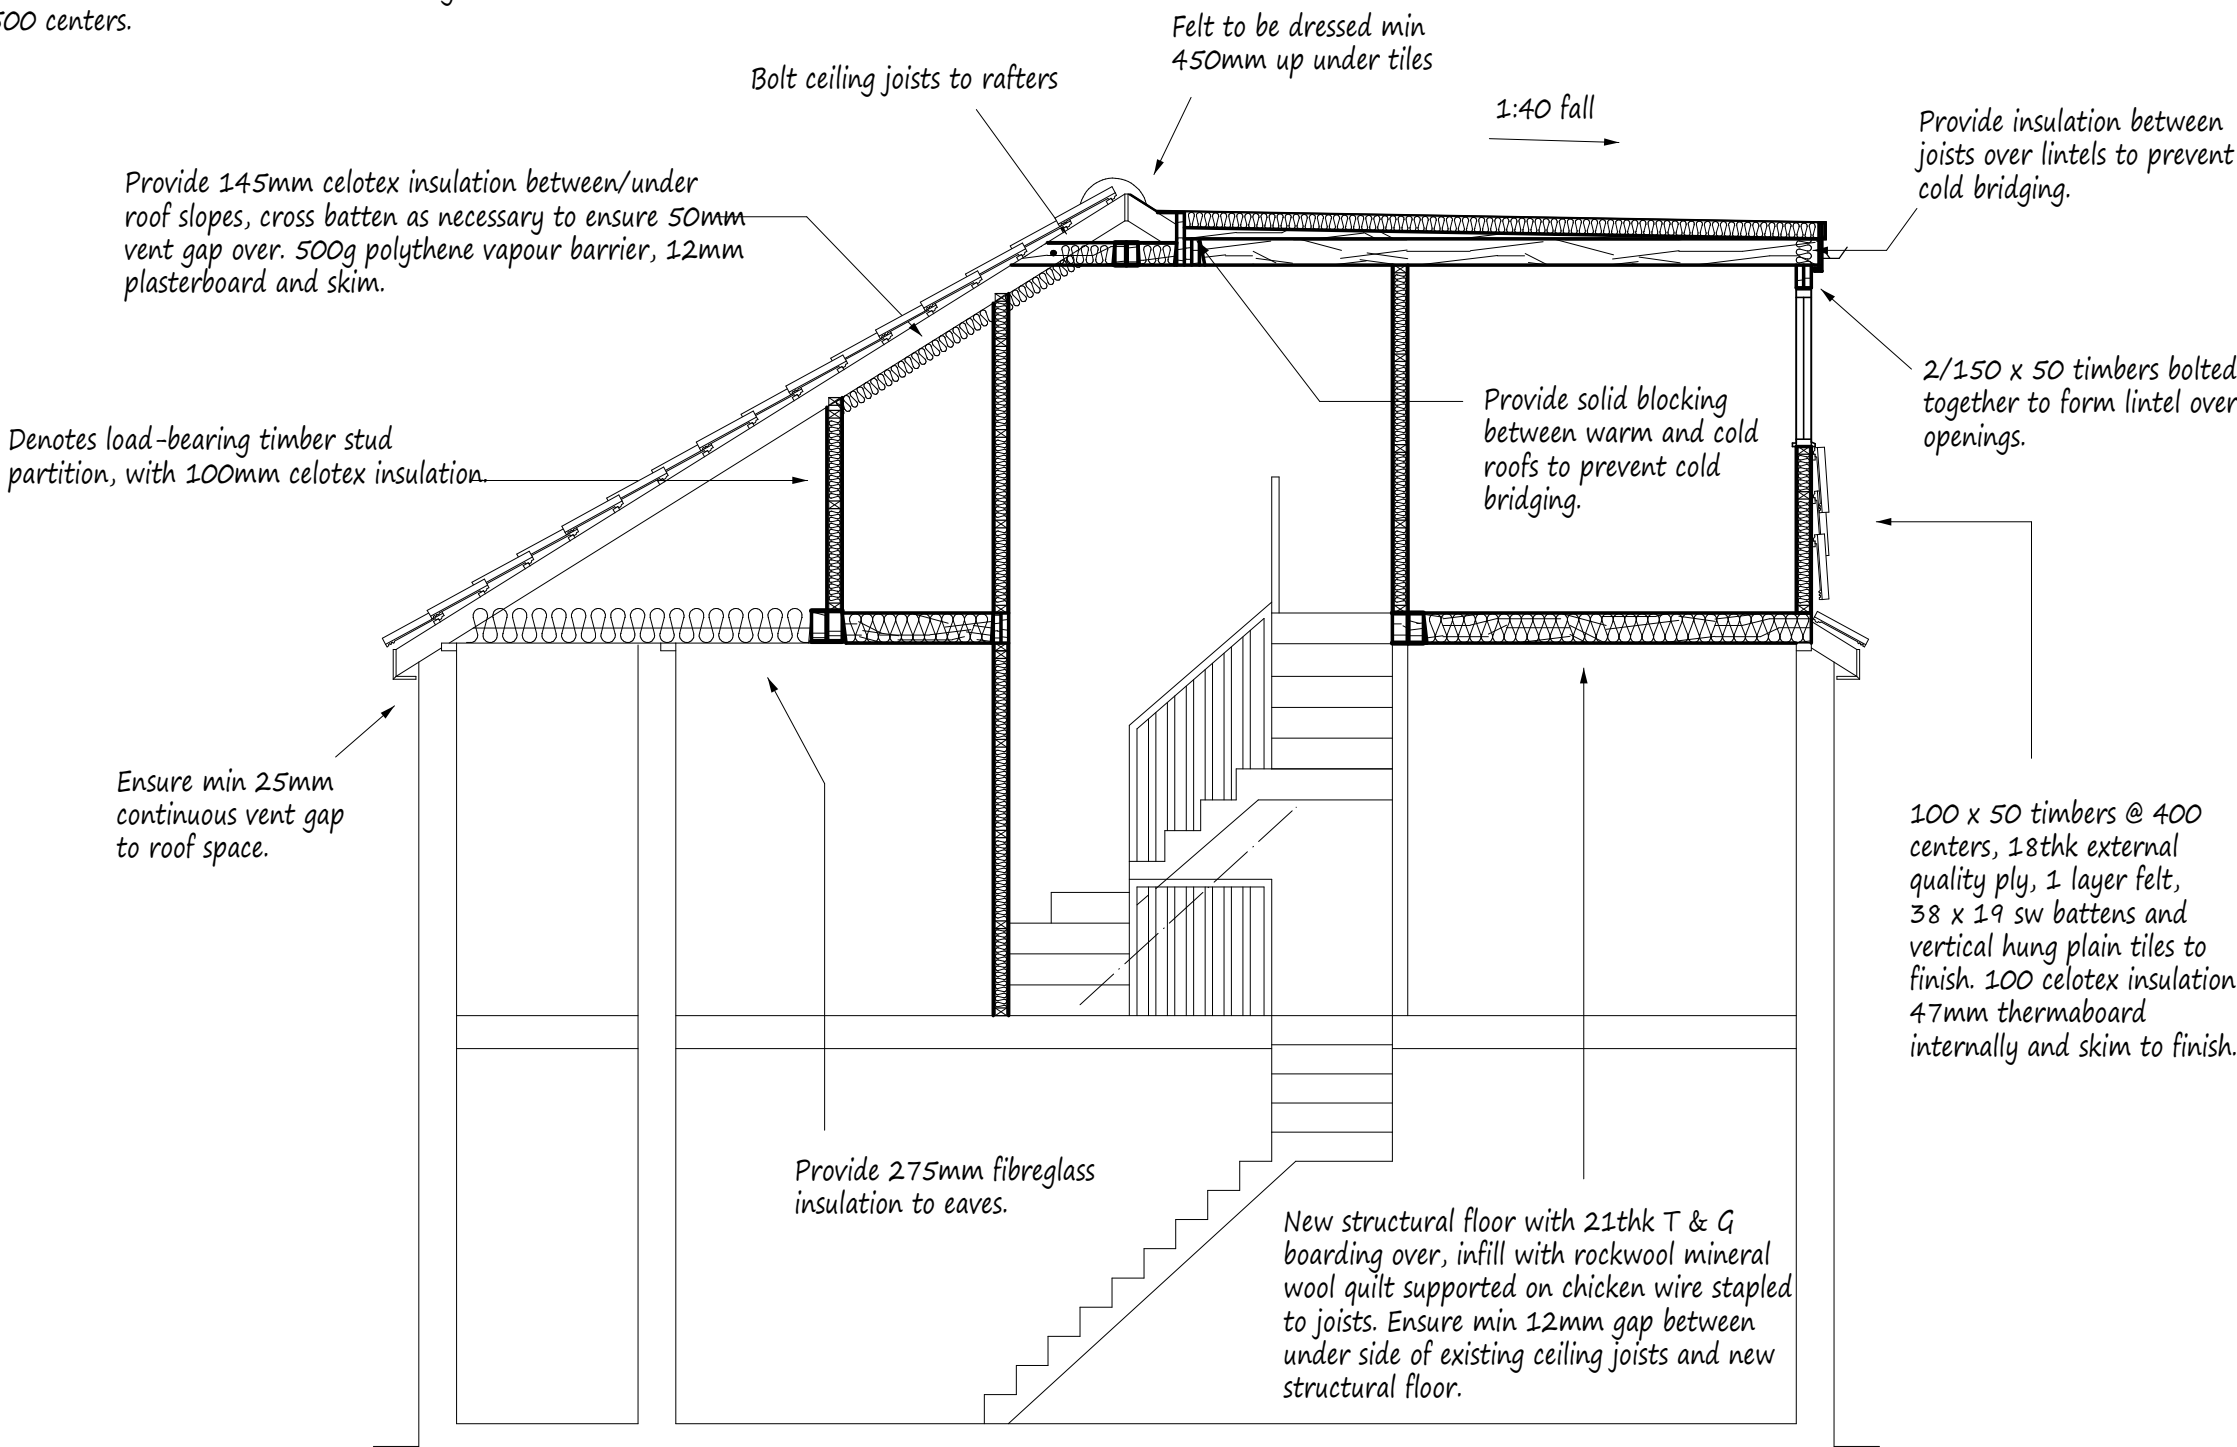 500 centers.
Felt to be dressed min
450mm up under tiles
Bolt ceiling joists to rafters
1:40 fall
Provide insulation between
joists over lintels to prevent
cold bridging.
Provide 145mm celotex insulation between/under
roof slopes, cross batten as necessary to ensure 50mm
vent gap over. 500g polythene vapour barrier, 12mm
plasterboard and skim.
2/150 x 50 timbers bolted
together to form lintel over
openings.
Provide solid blocking
between warm and cold
roofs to prevent cold
bridging.
Denotes load-bearing timber stud
partition, with 100mm celotex insulation.
Ensure min 25mm
continuous vent gap
to roof space.
100 x 50 timbers @ 400
centers, 18thk external
quality ply, 1 layer felt,
38 x 19 sw battens and
vertical hung plain tiles to
finish. 100 celotex insulation
47mm thermaboard
internally and skim to finish.
Provide 275mm fibreglass
insulation to eaves.
New structural floor with 21thk T & G
boarding over, infill with rockwool mineral
wool quilt supported on chicken wire stapled
to joists. Ensure min 12mm gap between
under side of existing ceiling joists and new
structural floor.